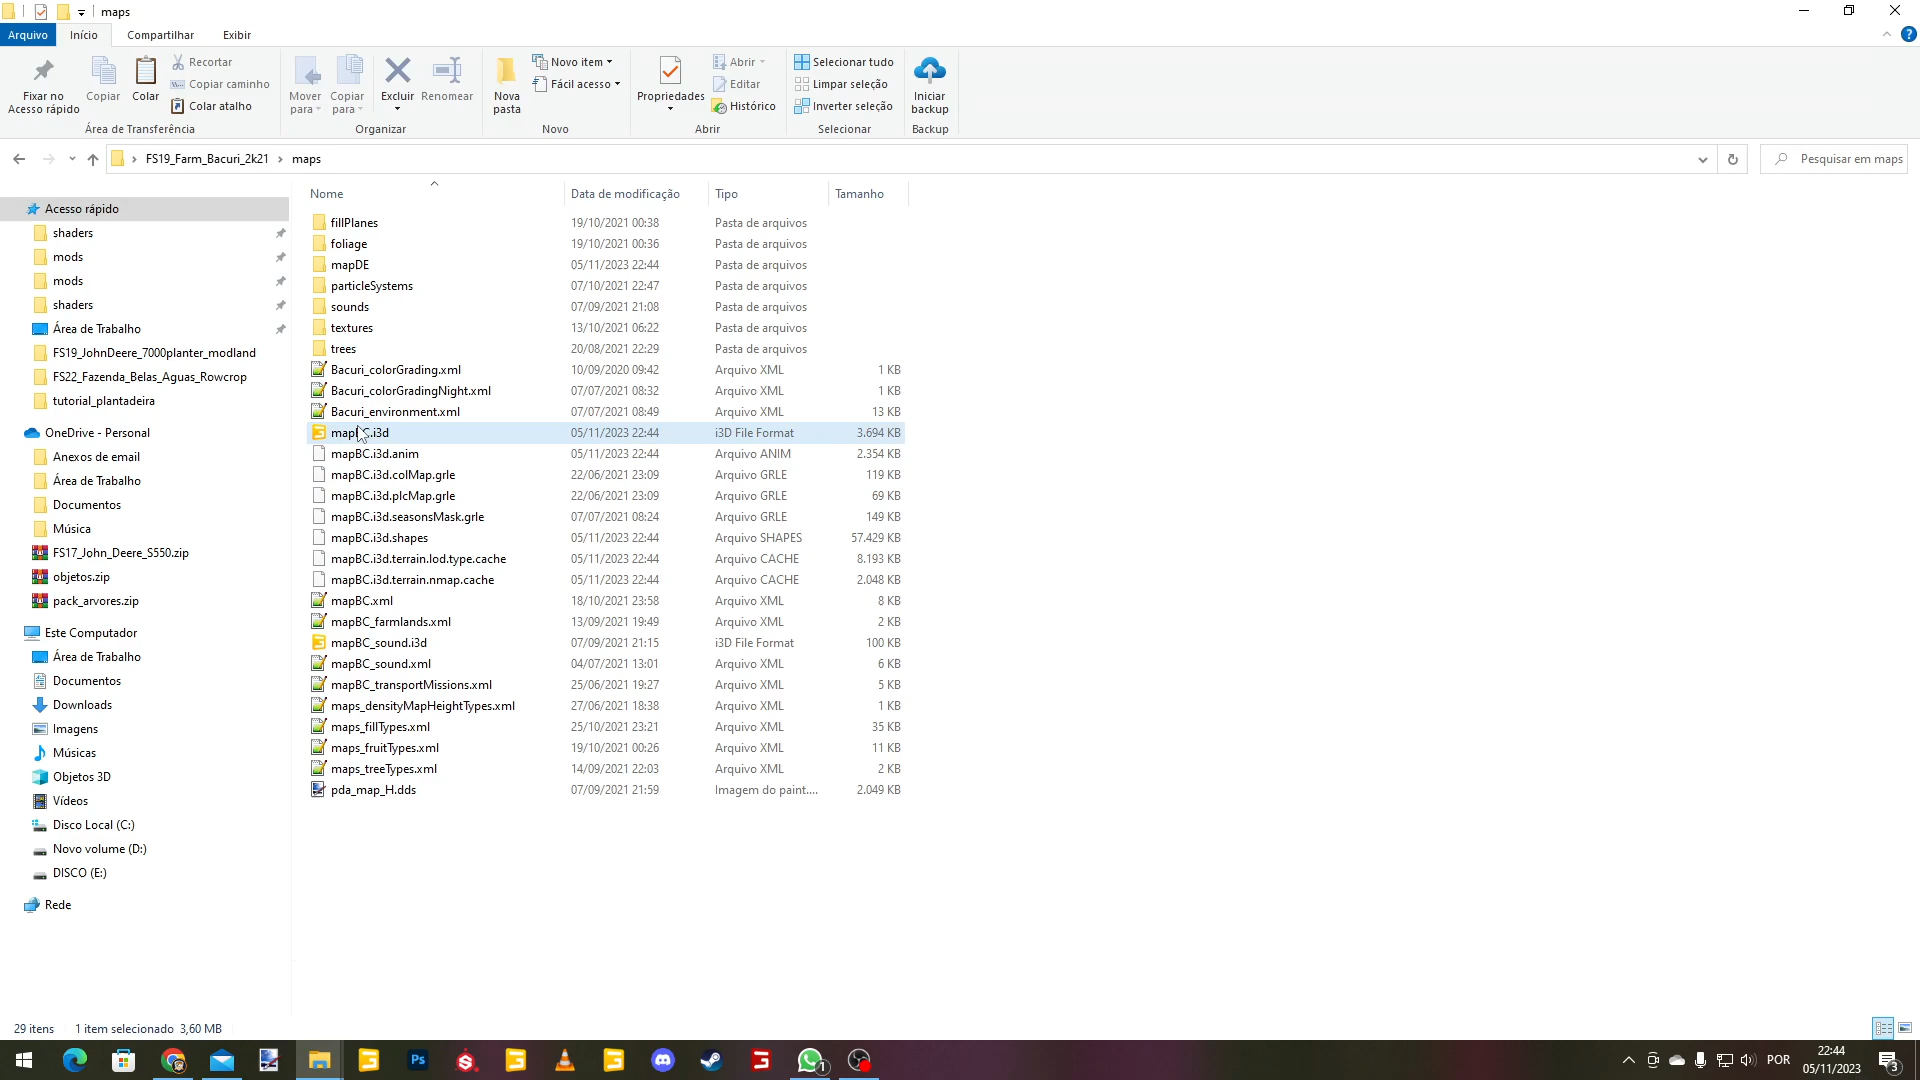 maps
Arquivo Início Compartilhar Exibir
Fixar no Acesso rápido
Copiar
Colar
Recortar
Copiar caminho
Colar atalho
Área de Transferência
Mover para
Copiar para
Excluir
Renomear
Organizar
Nova pasta
Novo item
Fácil acesso
Novo
Propriedades
Abrir
Editar
Histórico
Abrir
Selecionar tudo
Limpar seleção
Inverter seleção
Selecionar
Iniciar backup
Backup
FS19_Farm_Bacuri_2k21 › maps
Pesquisar em maps
Acesso rápido
shaders
mods
mods
shaders
Área de Trabalho
FS19_JohnDeere_7000planter_modland
FS22_Fazenda_Belas_Aguas_Rowcrop
tutorial_plantadeira
OneDrive - Personal
Anexos de email
Área de Trabalho
Documentos
Música
FS17_John_Deere_S550.zip
objetos.zip
pack_arvores.zip
Este Computador
Área de Trabalho
Documentos
Downloads
Imagens
Músicas
Objetos 3D
Vídeos
Disco Local (C:)
Novo volume (D:)
DISCO (E:)
Rede
Nome Data de modificação Tipo Tamanho
fillPlanes 19/10/2021 00:38 Pasta de arquivos
foliage 19/10/2021 00:36 Pasta de arquivos
mapDE 05/11/2023 22:44 Pasta de arquivos
particleSystems 07/10/2021 22:47 Pasta de arquivos
sounds 07/09/2021 21:08 Pasta de arquivos
textures 13/10/2021 06:22 Pasta de arquivos
trees 20/08/2021 22:29 Pasta de arquivos
Bacuri_colorGrading.xml 10/09/2020 09:42 Arquivo XML 1 KB
Bacuri_colorGradingNight.xml 07/07/2021 08:32 Arquivo XML 1 KB
Bacuri_environment.xml 07/07/2021 08:49 Arquivo XML 13 KB
mapBC.i3d 05/11/2023 22:44 i3D File Format 3.694 KB
mapBC.i3d.anim 05/11/2023 22:44 Arquivo ANIM 2.354 KB
mapBC.i3d.colMap.grle 22/06/2021 23:09 Arquivo GRLE 119 KB
mapBC.i3d.plcMap.grle 22/06/2021 23:09 Arquivo GRLE 69 KB
mapBC.i3d.seasonsMask.grle 07/07/2021 08:24 Arquivo GRLE 149 KB
mapBC.i3d.shapes 05/11/2023 22:44 Arquivo SHAPES 57.429 KB
mapBC.i3d.terrain.lod.type.cache 05/11/2023 22:44 Arquivo CACHE 8.193 KB
mapBC.i3d.terrain.nmap.cache 05/11/2023 22:44 Arquivo CACHE 2.048 KB
mapBC.xml 18/10/2021 23:58 Arquivo XML 8 KB
mapBC_farmlands.xml 13/09/2021 19:49 Arquivo XML 2 KB
mapBC_sound.i3d 07/09/2021 21:15 i3D File Format 100 KB
mapBC_sound.xml 04/07/2021 13:01 Arquivo XML 6 KB
mapBC_transportMissions.xml 25/06/2021 19:27 Arquivo XML 5 KB
maps_densityMapHeightTypes.xml 27/06/2021 18:38 Arquivo XML 1 KB
maps_fillTypes.xml 25/10/2021 23:21 Arquivo XML 35 KB
maps_fruitTypes.xml 19/10/2021 00:26 Arquivo XML 11 KB
maps_treeTypes.xml 14/09/2021 22:03 Arquivo XML 2 KB
pda_map_H.dds 07/09/2021 21:59 Imagem do paint.... 2.049 KB
29 itens 1 item selecionado 3,60 MB
Ps
1
POR
22:44
05/11/2023
3